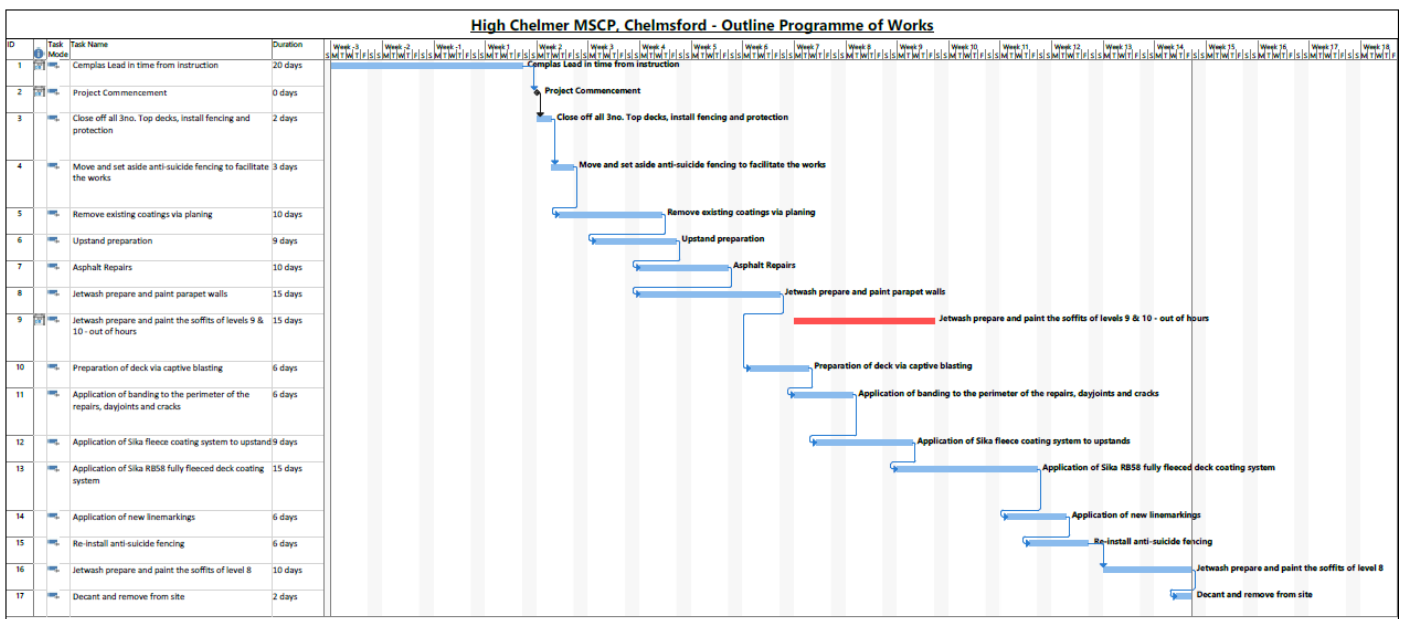 High Chelmer MSCP, Chelmsford - Outline Programme of Works
ID Task Mode Task Name Duration Week -3 Week -2 Week -1 Week 1 Week 2 Week 3 Week 4 Week 5 Week 6 Week 7 Week 8 Week 9 Week 10 Week 11 Week 12 Week 13 Week 14 Week 15 Week 16 Week 17 Week 18
1 Cemplas Lead in time from instruction 20 days Cemplas Lead in time from instruction
2 Project Commencement 0 days Project Commencement
3 Close off all 3no. Top decks, install fencing and 2 days Close off all 3no. Top decks, install fencing and protection
protection
4 Move and set aside anti-suicide fencing to facilitate 3 days Move and set aside anti-suicide fencing to facilitate the works
the works
5 Remove existing coatings via planing 10 days Remove existing coatings via planing
6 Upstand preparation 9 days Upstand preparation
7 Asphalt Repairs 10 days Asphalt Repairs
8 Jetwash prepare and paint parapet walls 15 days Jetwash prepare and paint parapet walls
9 Jetwash prepare and paint the soffits of levels 9 & 15 days Jetwash prepare and paint the soffits of levels 9 & 10 - out of hours
10 - out of hours
10 Preparation of deck via captive blasting 6 days Preparation of deck via captive blasting
11 Application of banding to the perimeter of the 6 days Application of banding to the perimeter of the repairs, dayjoints and cracks
repairs, dayjoints and cracks
12 Application of Sika fleece coating system to upstand 9 days Application of Sika fleece coating system to upstands
13 Application of Sika RB58 fully fleeced deck coating 15 days Application of Sika RB58 fully fleeced deck coating system
system
14 Application of new linemarkings 6 days Application of new linemarkings
15 Re-install anti-suicide fencing 6 days Re-install anti-suicide fencing
16 Jetwash prepare and paint the soffits of level 8 10 days Jetwash prepare and paint the soffits of level 8
17 Decant and remove from site 2 days Decant and remove from site